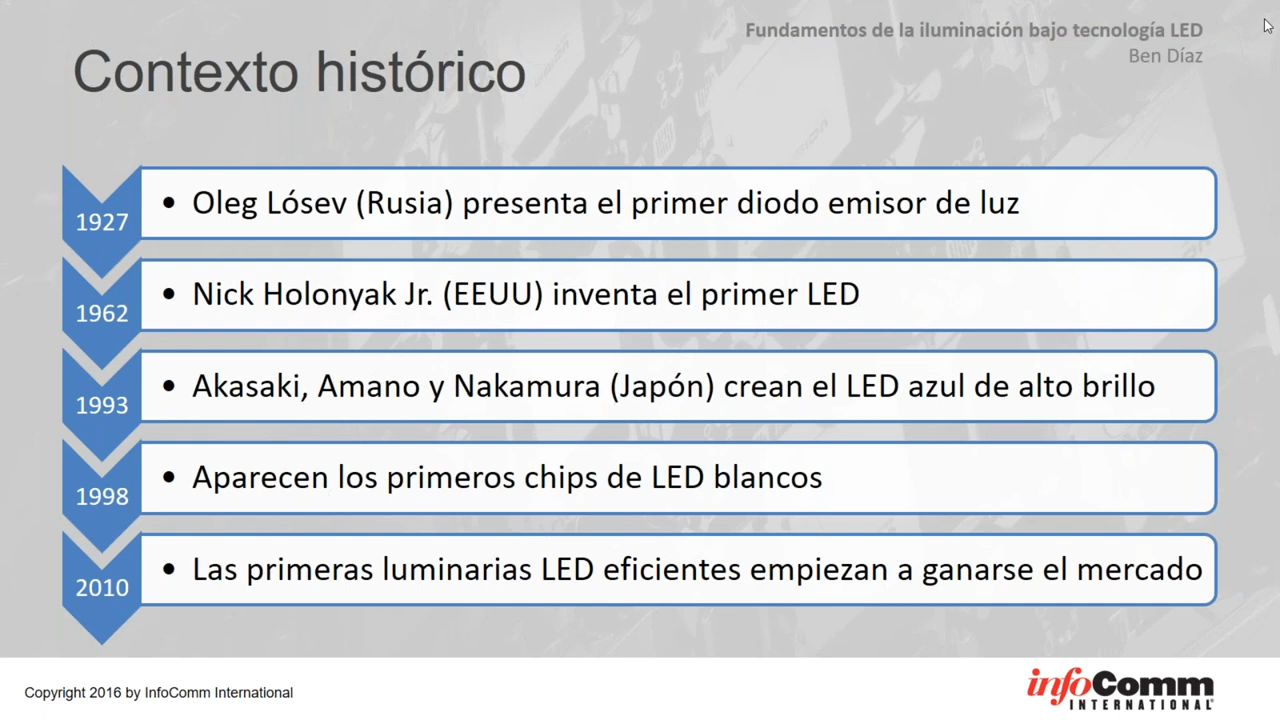 Fundamentos de la iluminación bajo tecnología LED
Ben Díaz
Contexto histórico
1927
• Oleg Lósev (Rusia) presenta el primer diodo emisor de luz
1962
• Nick Holonyak Jr. (EEUU) inventa el primer LED
1993
• Akasaki, Amano y Nakamura (Japón) crean el LED azul de alto brillo
1998
• Aparecen los primeros chips de LED blancos
2010
• Las primeras luminarias LED eficientes empiezan a ganarse el mercado
Copyright 2016 by InfoComm International
infoComm
INTERNATIONAL®